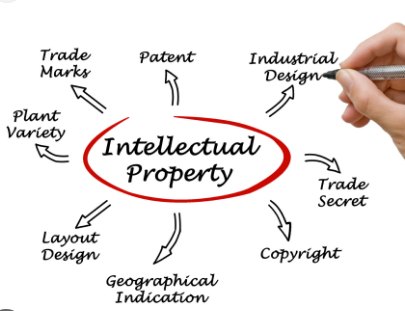 Trade
Marks
Patent
Industrial
Design
Plant
Variety
Intellectual
Property
Trade
Secret
Layout
Design
Copyright
Geographical
Indication